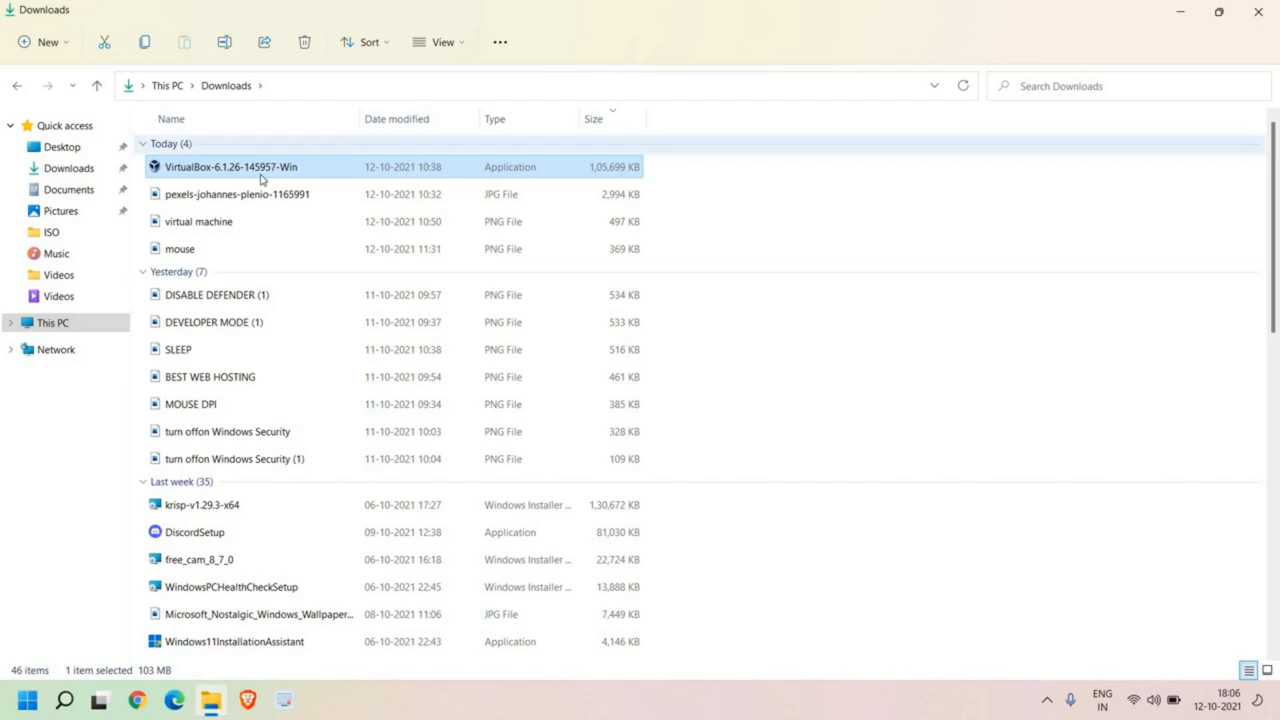 Downloads
New
Sort
View
This PC
Downloads
Search Downloads
Name Date modified Type Size
Quick access
Desktop
Downloads
Documents
Pictures
ISO
Music
Videos
Videos
This PC
Network
Today (4)
VirtualBox-6.1.26-145957-Win 12-10-2021 10:38 Application 1,05,699 KB
pexels-johannes-plenio-1165991 12-10-2021 10:32 JPG File 2,994 KB
virtual machine 12-10-2021 10:50 PNG File 497 KB
mouse 12-10-2021 11:31 PNG File 369 KB
Yesterday (7)
DISABLE DEFENDER (1) 11-10-2021 09:57 PNG File 534 KB
DEVELOPER MODE (1) 11-10-2021 09:37 PNG File 533 KB
SLEEP 11-10-2021 10:38 PNG File 516 KB
BEST WEB HOSTING 11-10-2021 09:54 PNG File 461 KB
MOUSE DPI 11-10-2021 09:34 PNG File 385 KB
turn offon Windows Security 11-10-2021 10:03 PNG File 328 KB
turn offon Windows Security (1) 11-10-2021 10:04 PNG File 109 KB
Last week (35)
krisp-v1.29.3-x64 06-10-2021 17:27 Windows Installer ... 1,30,672 KB
DiscordSetup 09-10-2021 12:38 Application 81,030 KB
free_cam_8_7_0 06-10-2021 16:18 Windows Installer ... 22,724 KB
WindowsPCHealthCheckSetup 06-10-2021 22:45 Windows Installer ... 13,888 KB
Microsoft_Nostalgic_Windows_Wallpaper... 08-10-2021 11:06 JPG File 7,449 KB
Windows11InstallationAssistant 06-10-2021 22:43 Application 4,146 KB
46 items 1 item selected 103 MB
ENG
IN
18:06
12-10-2021